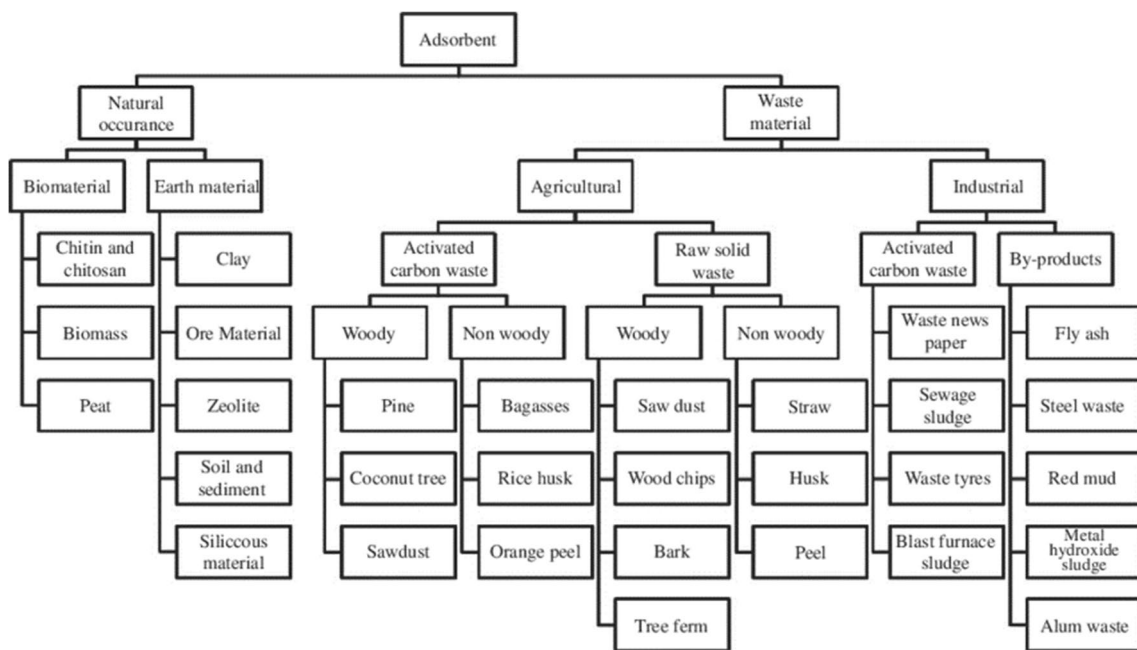 Adsorbent
Natural
occurance
Waste
material
Biomaterial
Earth material
Agricultural
Industrial
Chitin and
chitosan
Clay
Activated
carbon waste
Raw solid
waste
Activated
carbon waste
By-products
Biomass
Ore Material
Woody
Non woody
Woody
Non woody
Waste news
paper
Fly ash
Peat
Zeolite
Pine
Bagasses
Saw dust
Straw
Sewage
sludge
Steel waste
Soil and
sediment
Coconut tree
Rice husk
Wood chips
Husk
Waste tyres
Red mud
Siliccous
material
Sawdust
Orange peel
Bark
Peel
Blast furnace
sludge
Metal
hydroxide
sludge
Tree ferm
Alum waste